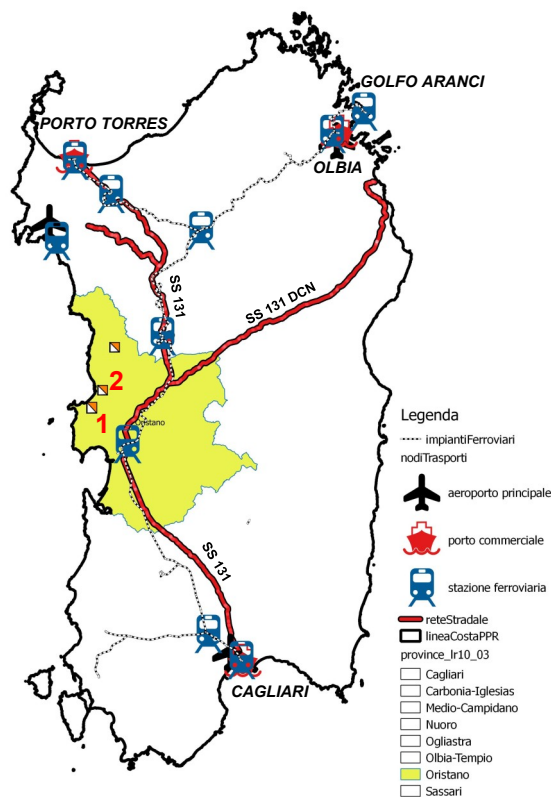 GOLFO ARANCI
PORTO TORRES
OLBIA
SS 131
SS 131 DCN
2
1
Oristano
SS 131
CAGLIARI
Legenda
impiantiFerroviari
nodiTrasporti
aeroporto principale
porto commerciale
stazione ferroviaria
reteStradale
lineaCostaPPR
province_lr10_03
Cagliari
Carbonia-Iglesias
Medio-Campidano
Nuoro
Ogliastra
Olbia-Tempio
Oristano
Sassari